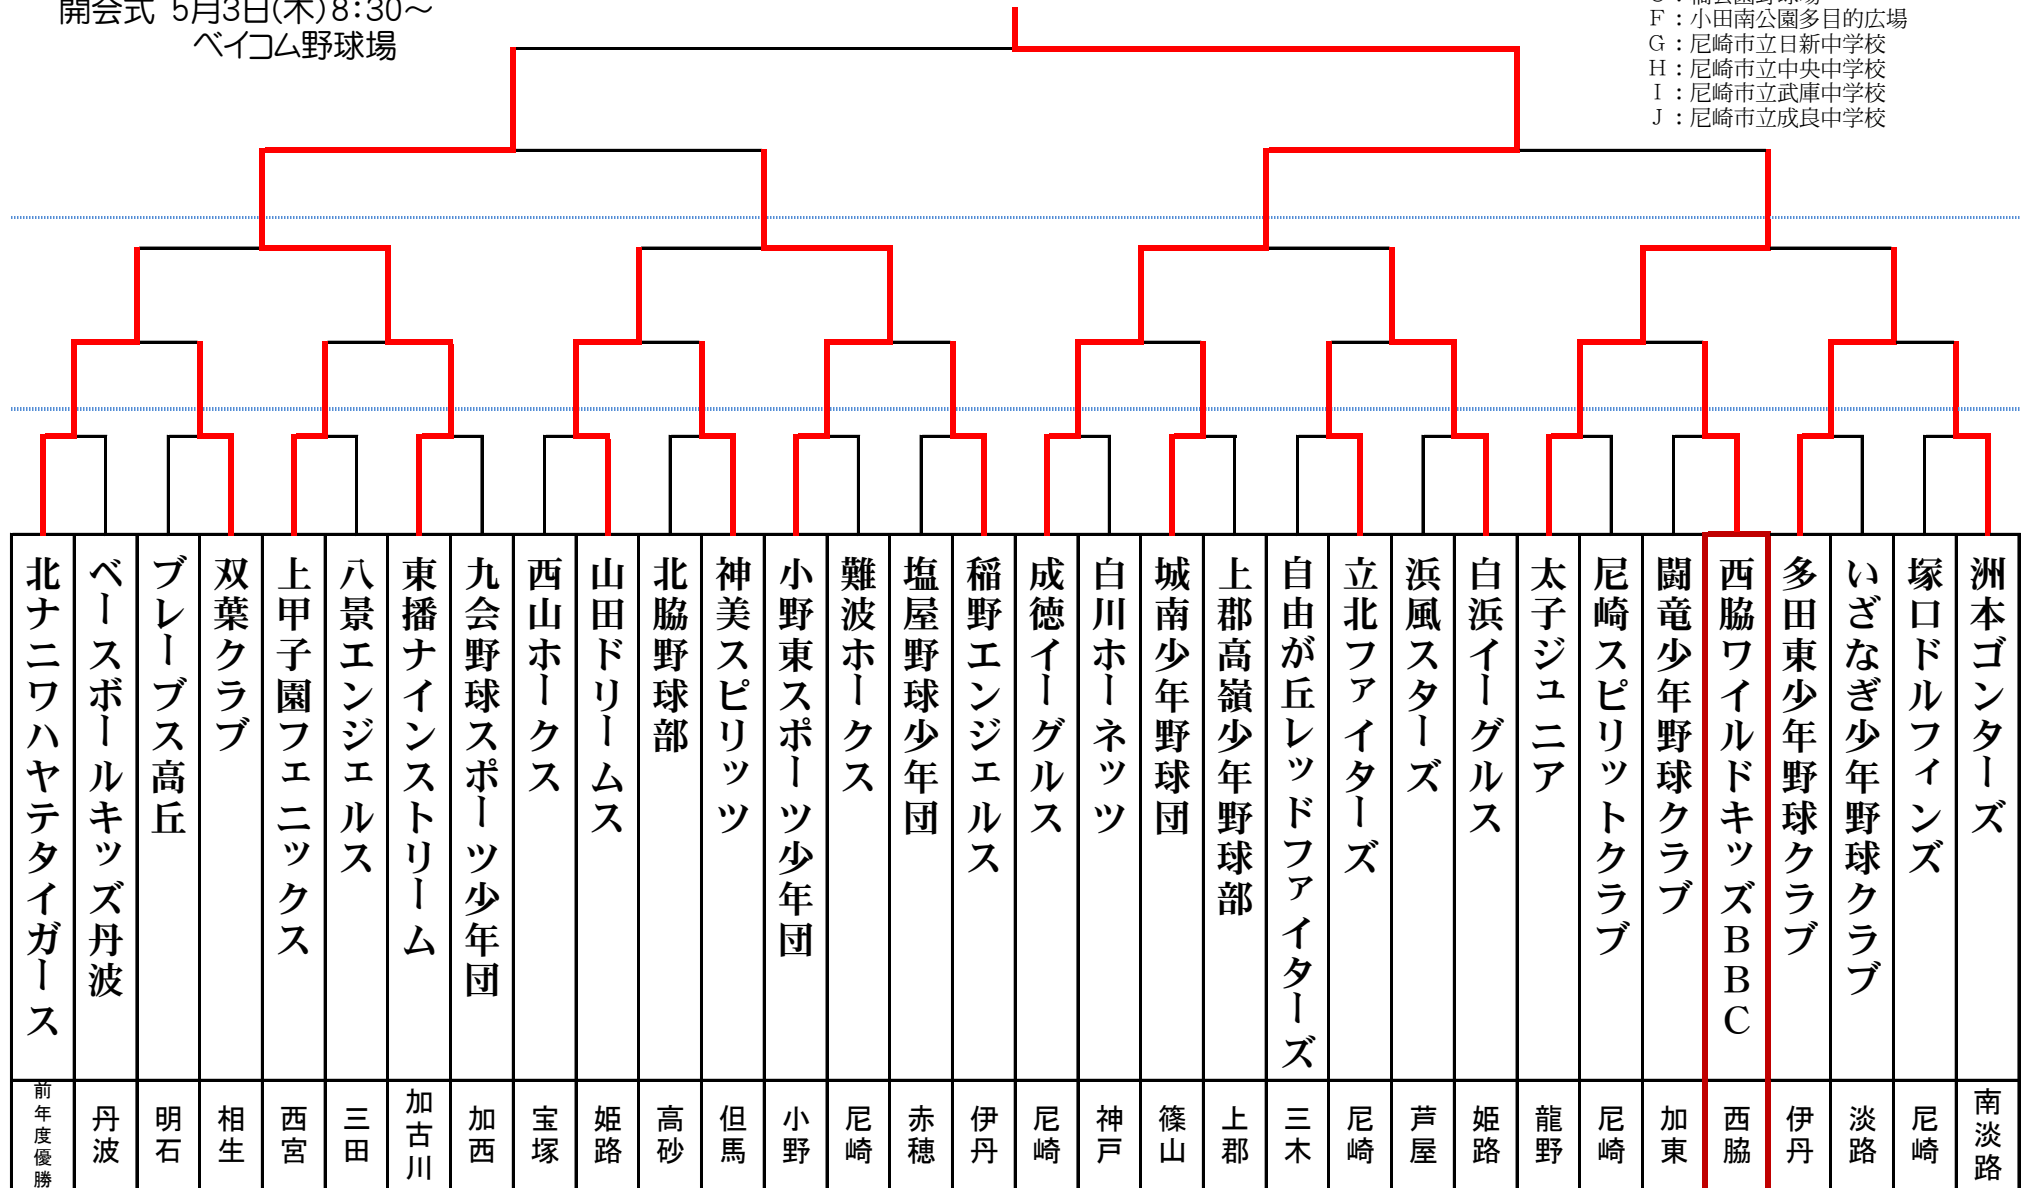 開会式 5月3日(木)8:30～
ベイコム野球場
F：小田南公園多目的広場
G：尼崎市立日新中学校
H：尼崎市立中央中学校
I：尼崎市立武庫中学校
J：尼崎市立成良中学校
北ナニワハヤテタイガース
ベースボールキッズ丹波
ブレーブス高丘
双葉クラブ
上甲子園フェニックス
八景エンジェルス
東播ナインストリーム
九会野球スポーツ少年団
西山ホークス
山田ドリームス
北脇野球部
神美スピリッツ
小野東スポーツ少年団
難波ホークス
塩屋野球少年団
稲野エンジェルス
成徳イーグルス
白川ホーネッツ
城南少年野球団
上郡高嶺少年野球部
自由が丘レッドファイターズ
立北ファイターズ
浜風スターズ
白浜イーグルス
太子ジュニア
尼崎スピリットクラブ
闘竜少年野球クラブ
西脇ワイルドキッズBBC
多田東少年野球クラブ
いざなぎ少年野球クラブ
塚口ドルフィンズ
洲本ゴンターズ
前年度優勝
丹波
明石
相生
西宮
三田
加古川
加西
宝塚
姫路
高砂
但馬
小野
尼崎
赤穂
伊丹
尼崎
神戸
篠山
上郡
三木
尼崎
芦屋
姫路
龍野
尼崎
加東
西脇
伊丹
淡路
尼崎
南淡路